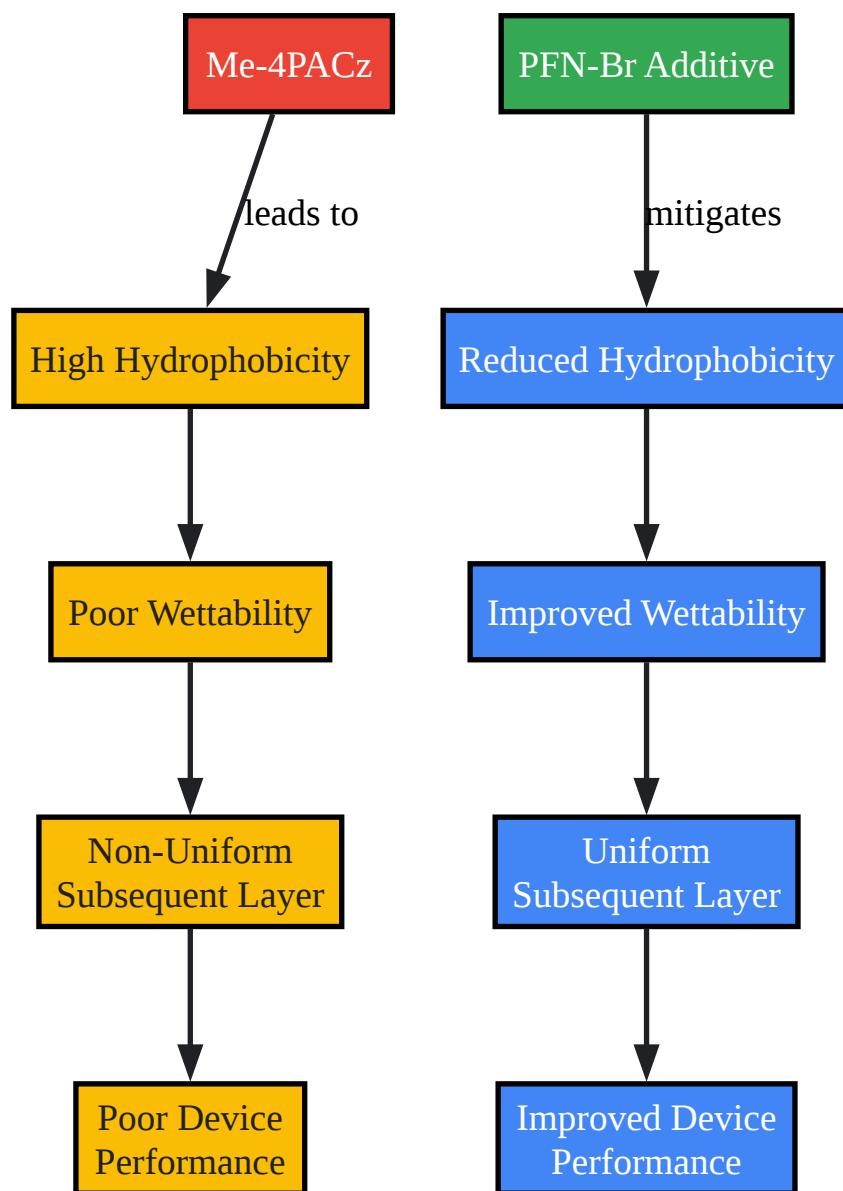 Me-4PACz
PFN-Br Additive
leads to
mitigates
High Hydrophobicity
Reduced Hydrophobicity
Poor Wettability
Improved Wettability
Non-Uniform
Subsequent Layer
Uniform
Subsequent Layer
Poor Device
Performance
Improved Device
Performance